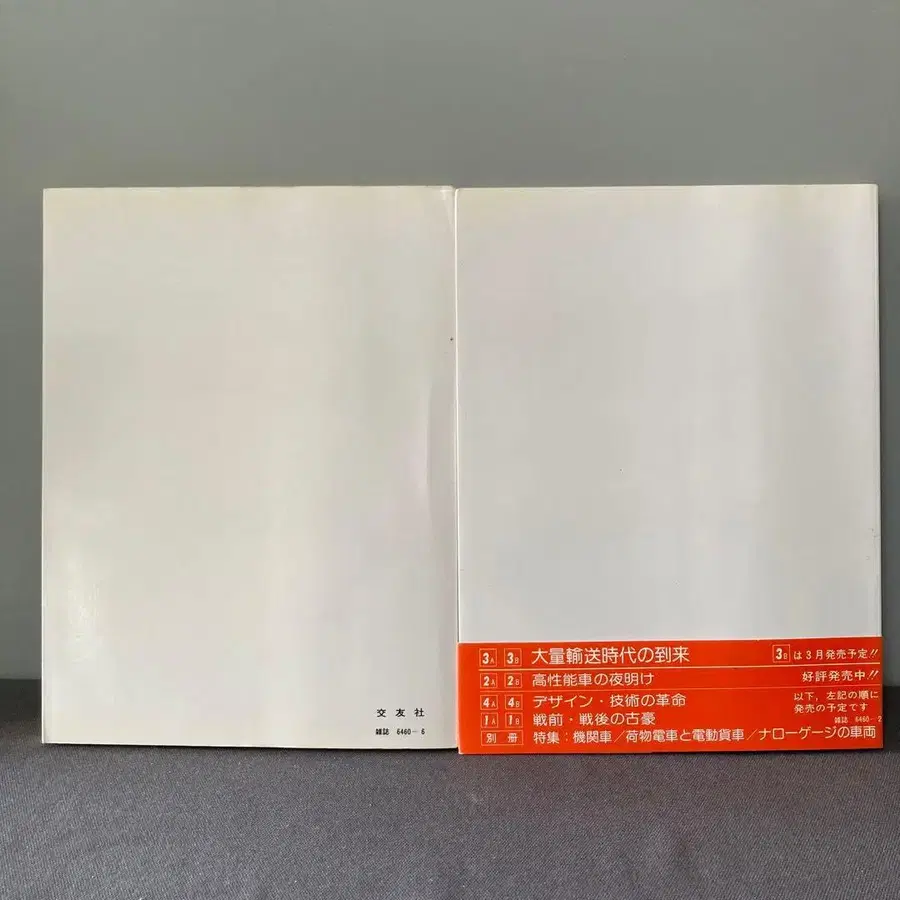 交友社
雑誌 6460-6
3A 3B 大量輸送時代の到来 3Bは3月発売予定!!
2A 2B 高性能車の夜明け 好評発売中!!
4A 4B デザイン・技術の革命 以下,左記の順に
1A 1B 戦前・戦後の古豪 発売の予定です
雑誌 6460-2
別冊 特集:機関車/荷物電車と電動貨車/ナローゲージの車両